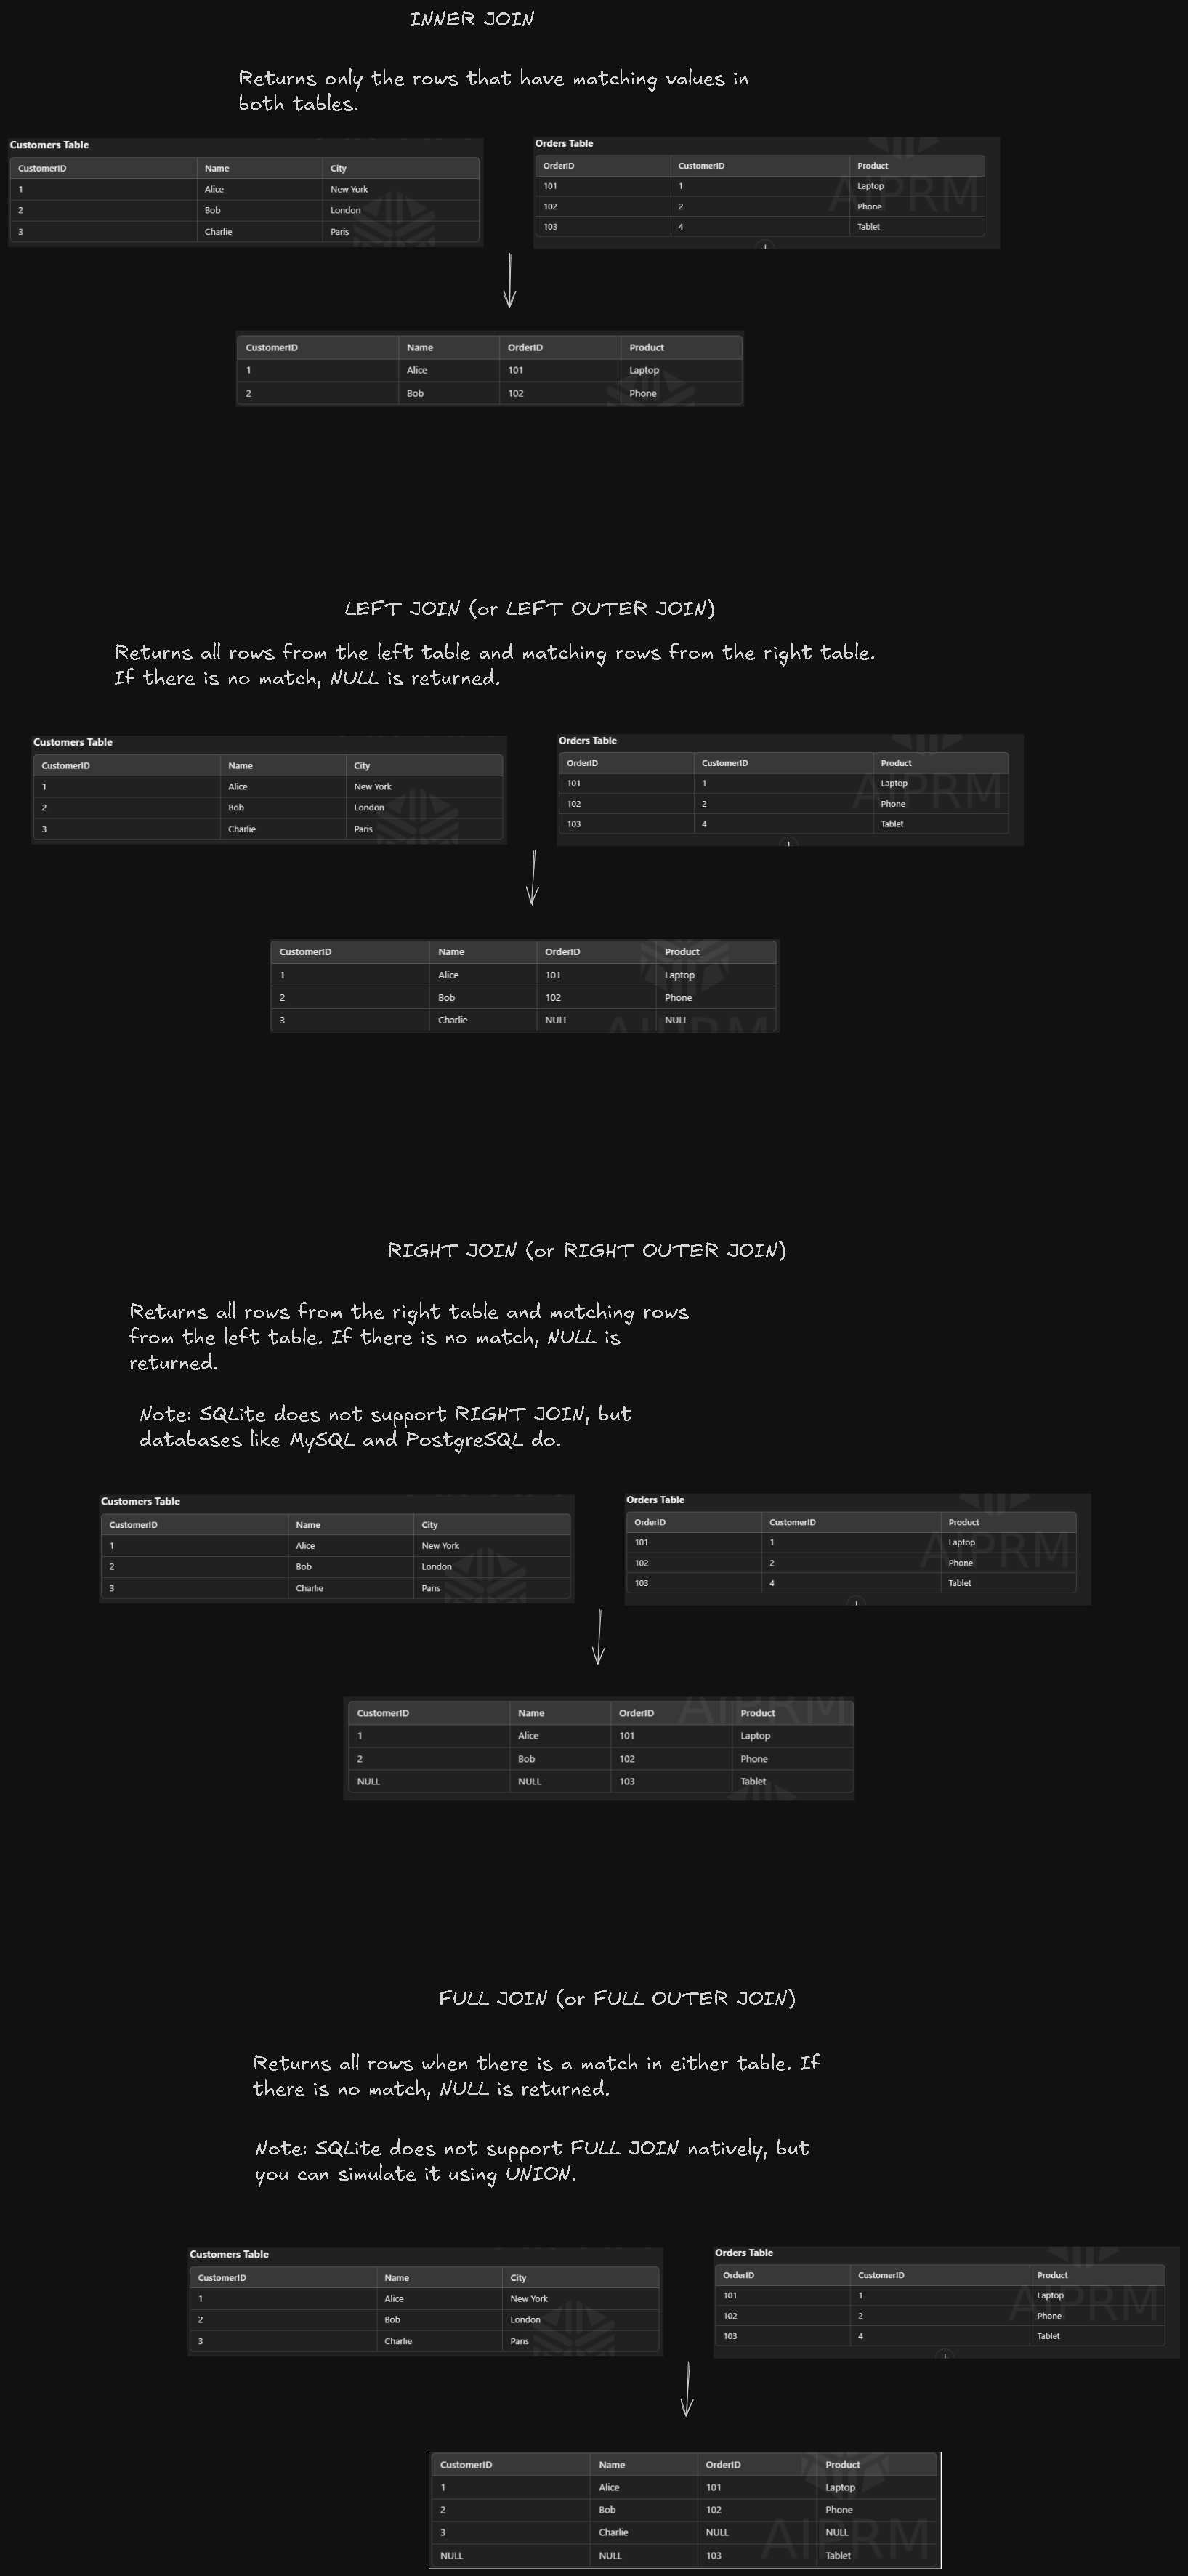 INNER JOIN
Returns only the rows that have matching values in
both tables.
Customers Table
CustomerID Name City
1 Alice New York
2 Bob London
3 Charlie Paris
Orders Table
OrderID CustomerID Product
101 1 Laptop
102 2 Phone
103 4 Tablet
AIPRM
CustomerID Name OrderID Product
1 Alice 101 Laptop
2 Bob 102 Phone
LEFT JOIN (or LEFT OUTER JOIN)
Returns all rows from the left table and matching rows from the right table.
If there is no match, NULL is returned.
Customers Table
CustomerID Name City
1 Alice New York
2 Bob London
3 Charlie Paris
Orders Table
OrderID CustomerID Product
101 1 Laptop
102 2 Phone
103 4 Tablet
AIPRM
CustomerID Name OrderID Product
1 Alice 101 Laptop
2 Bob 102 Phone
3 Charlie NULL NULL
AIPRM
RIGHT JOIN (or RIGHT OUTER JOIN)
Returns all rows from the right table and matching rows
from the left table. If there is no match, NULL is
returned.
Note: SQLite does not support RIGHT JOIN, but
databases like MySQL and PostgreSQL do.
Customers Table
CustomerID Name City
1 Alice New York
2 Bob London
3 Charlie Paris
Orders Table
OrderID CustomerID Product
101 1 Laptop
102 2 Phone
103 4 Tablet
AIPRM
AIPRM
CustomerID Name OrderID Product
1 Alice 101 Laptop
2 Bob 102 Phone
NULL NULL 103 Tablet
FULL JOIN (or FULL OUTER JOIN)
Returns all rows when there is a match in either table. If
there is no match, NULL is returned.
Note: SQLite does not support FULL JOIN natively, but
you can simulate it using UNION.
Customers Table
CustomerID Name City
1 Alice New York
2 Bob London
3 Charlie Paris
Orders Table
OrderID CustomerID Product
101 1 Laptop
102 2 Phone
103 4 Tablet
AIPRM
CustomerID Name OrderID Product
1 Alice 101 Laptop
2 Bob 102 Phone
3 Charlie NULL NULL
NULL NULL 103 Tablet
AIPRM